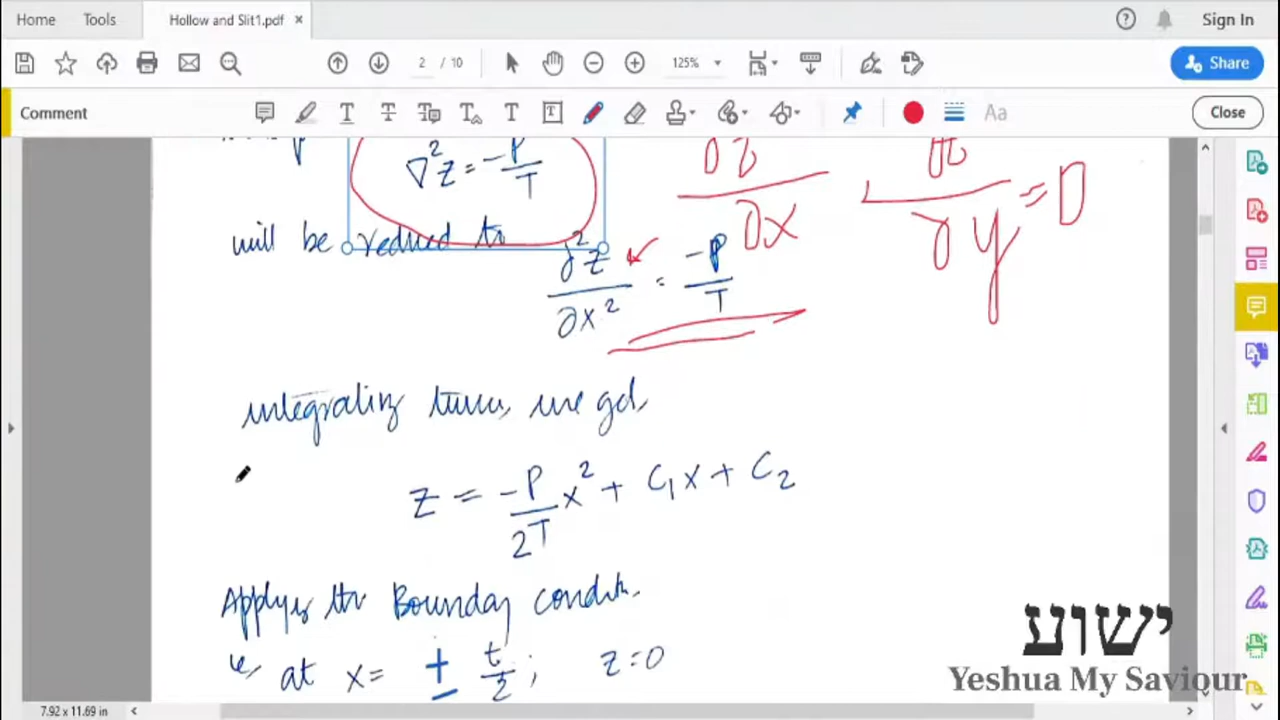 Home Tools Hollow and Slit1.pdf × Sign In
2 / 10 125% Share
Comment Aa Close
∇²z = -P/T
∂x ∂y = 0
will be reduced to
∂²z/∂x² = -P/T
integrating twice, we get,
z = -P/2T x² + C₁x + C₂
Applying the Boundary condit.
at x = ± t/2; z=0
ישוע
Yeshua My Saviour
7.92 x 11.69 in